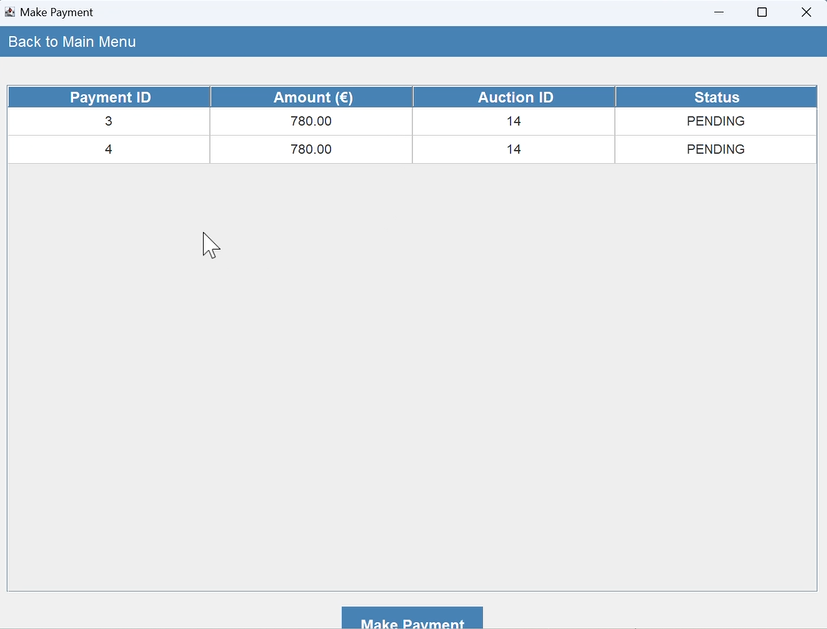 Make Payment
Back to Main Menu
Payment ID Amount (€) Auction ID Status
3 780.00 14 PENDING
4 780.00 14 PENDING
Make Payment